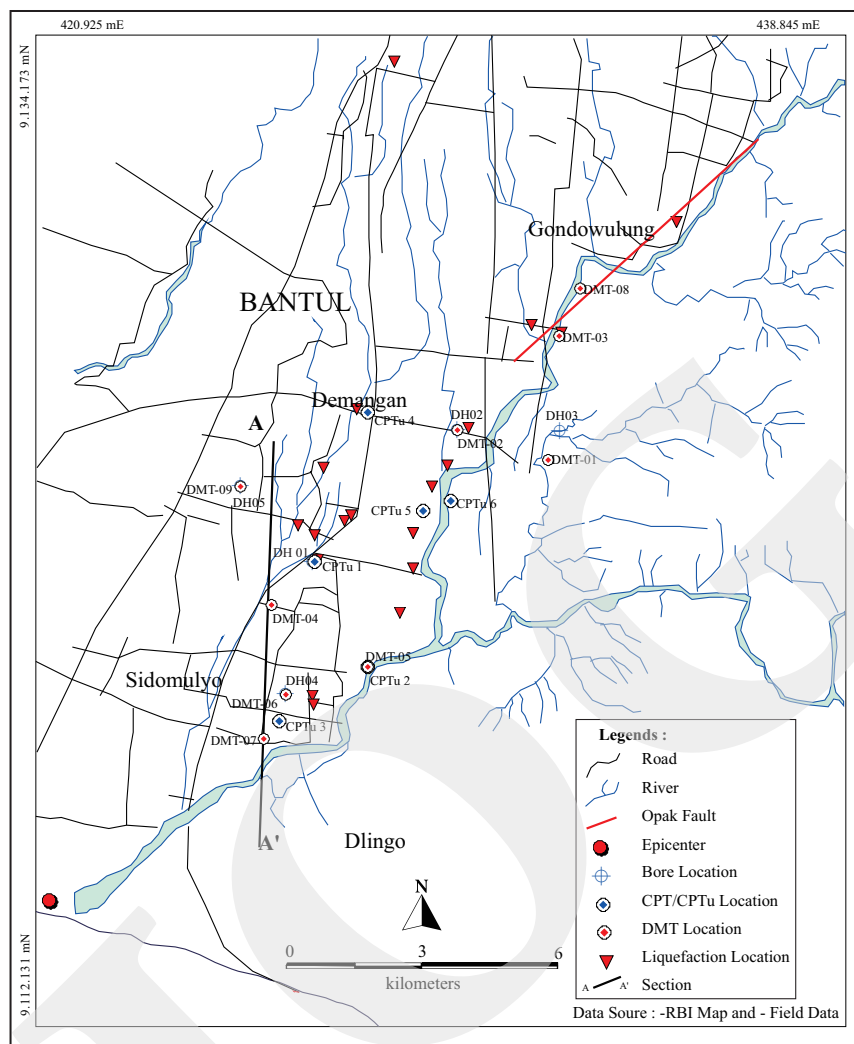 420.925 mE
438.845 mE
9.134.173 mN
Gondowulung
DMT-08
BANTUL
DMT-03
Demangan
CPTu 4
DH02
DMT-02
DH03
A
DMT-01
DMT-09
DH05
CPTu 5
CPTu 6
DH 01
CPTu 1
DMT-04
DMT-05
CPTu 2
Sidomulyo
DH04
DMT-06
CPTu 3
DMT-07
A'
Dlingo
N
0 3 6
kilometers
9.112.131 mN
Legends :
Road
River
Opak Fault
Epicenter
Bore Location
CPT/CPTu Location
DMT Location
Liquefaction Location
A A' Section
Data Soure : -RBI Map and - Field Data